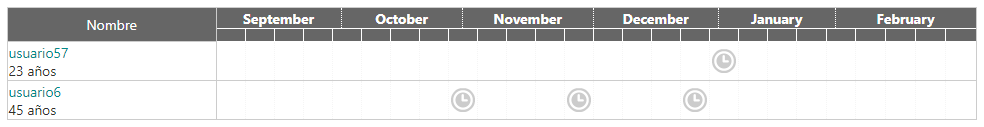 Nombre September October November December January February
usuario57
23 años
usuario6
45 años